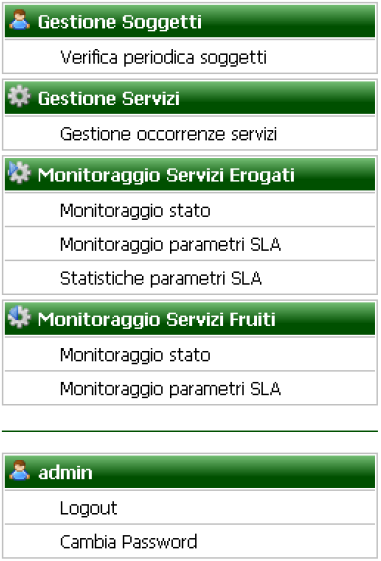 Gestione Soggetti
Verifica periodica soggetti
Gestione Servizi
Gestione occorrenze servizi
Monitoraggio Servizi Erogati
Monitoraggio stato
Monitoraggio parametri SLA
Statistiche parametri SLA
Monitoraggio Servizi Fruiti
Monitoraggio stato
Monitoraggio parametri SLA
admin
Logout
Cambia Password